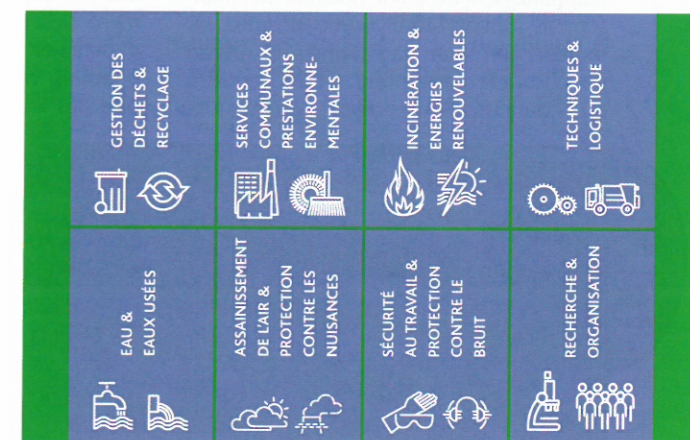 GESTION DES
DÉCHETS &
RECYCLAGE
SERVICES
COMMUNAUX &
PRESTATIONS
ENVIRONNE-
MENTALES
INCINÉRATION &
ENERGIES
RENOUVELABLES
TECHNIQUES &
LOGISTIQUE
EAU &
EAUX USÉES
ASSAINISSEMENT
DE L'AIR &
PROTECTION
CONTRE LES
NUISANCES
SÉCURITÉ
AU TRAVAIL &
PROTECTION
CONTRE LE
BRUIT
RECHERCHE &
ORGANISATION